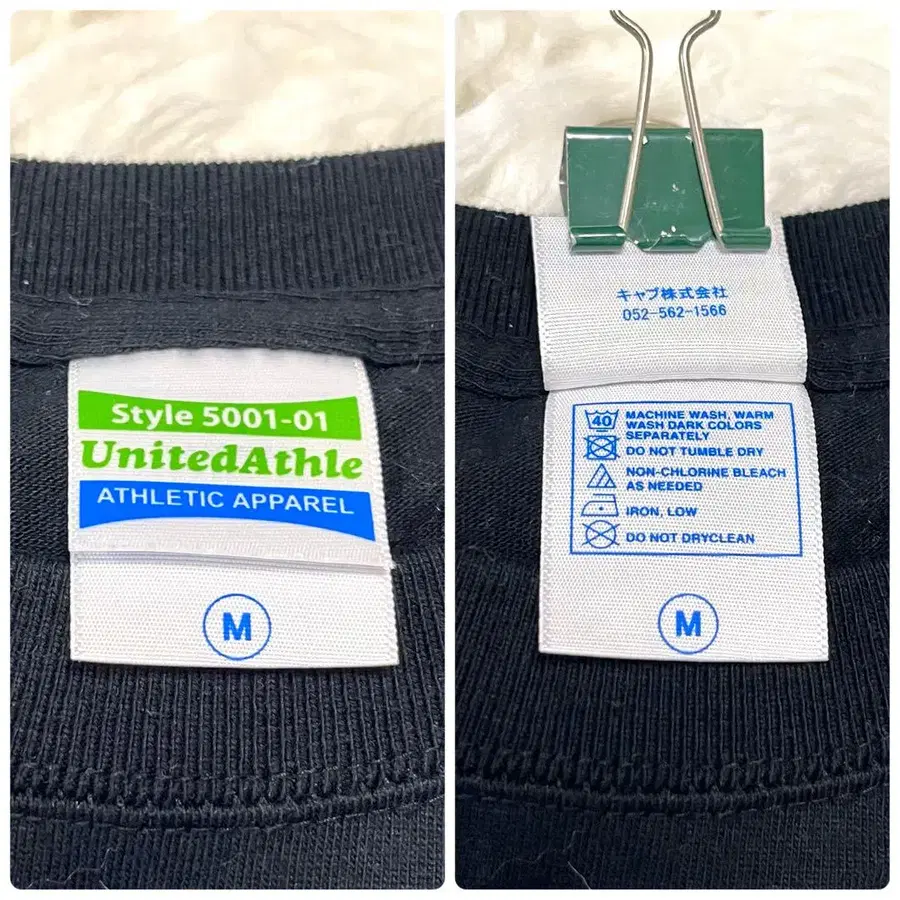 Style 5001-01
UnitedAthle
ATHLETIC APPAREL
M
キャブ株式会社
052-562-1566
40
MACHINE WASH, WARM
WASH DARK COLORS
SEPARATELY
DO NOT TUMBLE DRY
NON-CHLORINE BLEACH
AS NEEDED
IRON, LOW
DO NOT DRYCLEAN
M